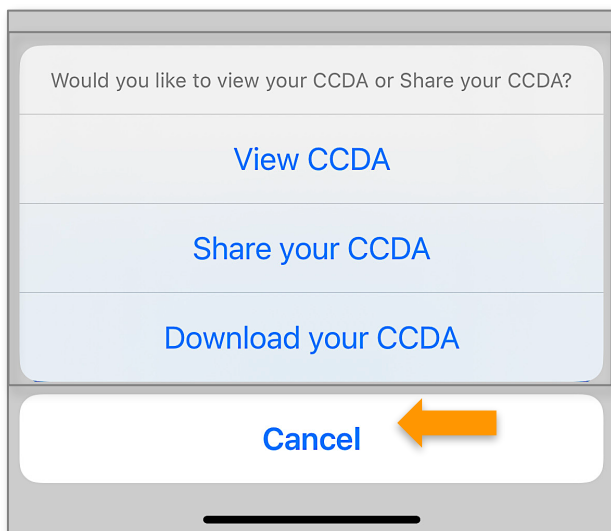 Would you like to view your CCDA or Share your CCDA?
View CCDA
Share your CCDA
Download your CCDA
Cancel